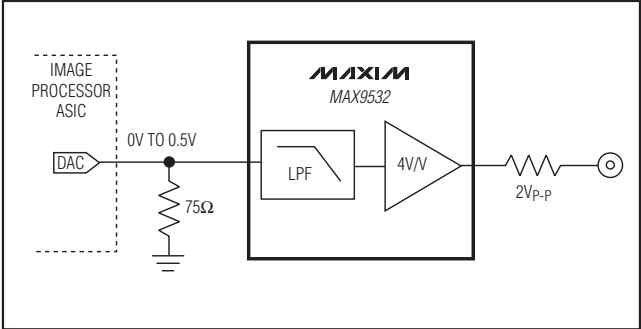 IMAGE
PROCESSOR
ASIC
MAXIM
MAX9532
0V TO 0.5V
DAC
LPF
4V/V
75Ω
2VP-P